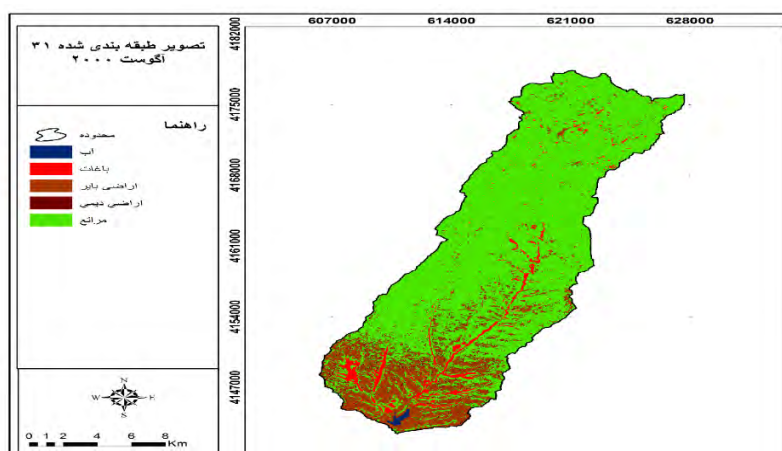 607000 614000 621000 628000
تصویر طبقه بندی شده ۳۱
آگوست ۲۰۰۰
راهنما
محدوده
آب
باغات
اراضی بایر
اراضی دیمی
مراتع
4182000
4175000
4168000
4161000
4154000
4147000
N
W E
S
0 1 2 4 6 8
Km